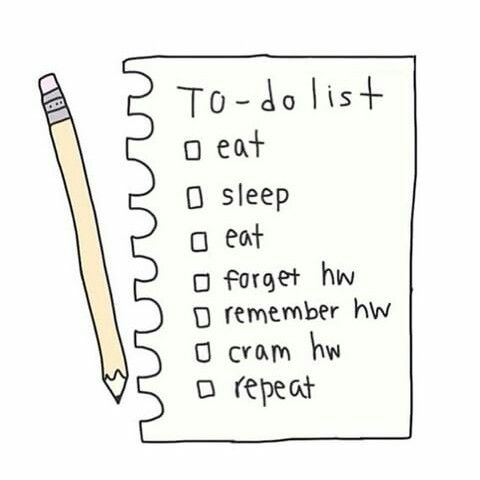 To-do list
eat
sleep
eat
forget hw
remember hw
cram hw
repeat